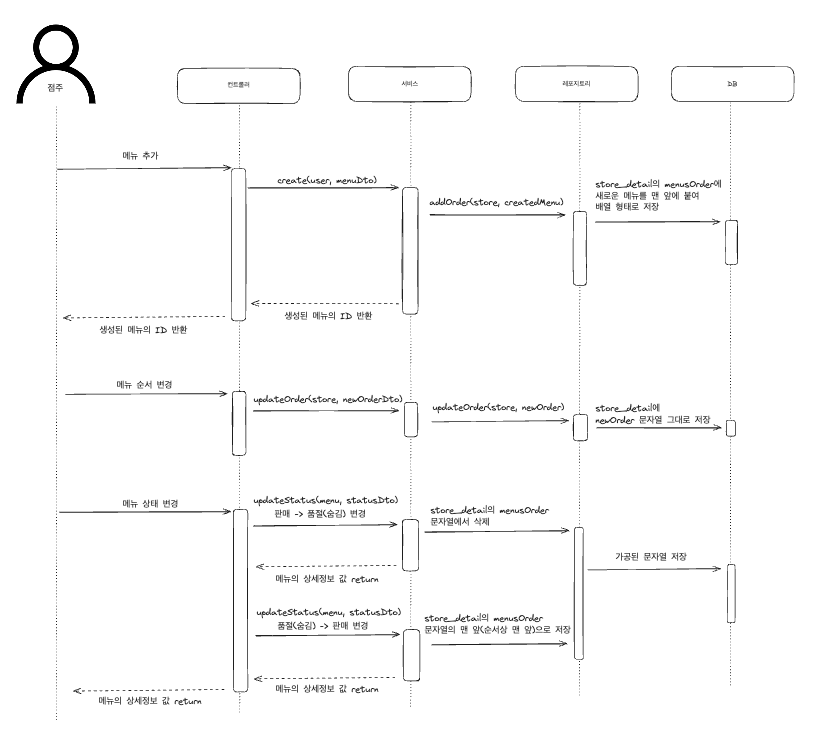 점주
컨트롤러
서비스
레포지토리
DB
메뉴 추가
create(user, menuDto)
addOrder(store, createdMenu)
store_detail의 menusOrder에
새로운 메뉴를 맨 앞에 붙여
배열 형태로 저장
생성된 메뉴의 ID 반환
생성된 메뉴의 ID 반환
메뉴 순서 변경
updateOrder(store, newOrderDto)
updateOrder(store, newOrder)
store_detail에
newOrder 문자열 그대로 저장
메뉴 상태 변경
updateStatus(menu, statusDto)
판매 -> 품절(숨김) 변경
store_detail의 menusOrder
문자열에서 삭제
가공된 문자열 저장
메뉴의 상세정보 값 return
updateStatus(menu, statusDto)
품절(숨김) -> 판매 변경
store_detail의 menusOrder
문자열의 맨 앞(순서상 맨 앞)으로 저장
메뉴의 상세정보 값 return
메뉴의 상세정보 값 return